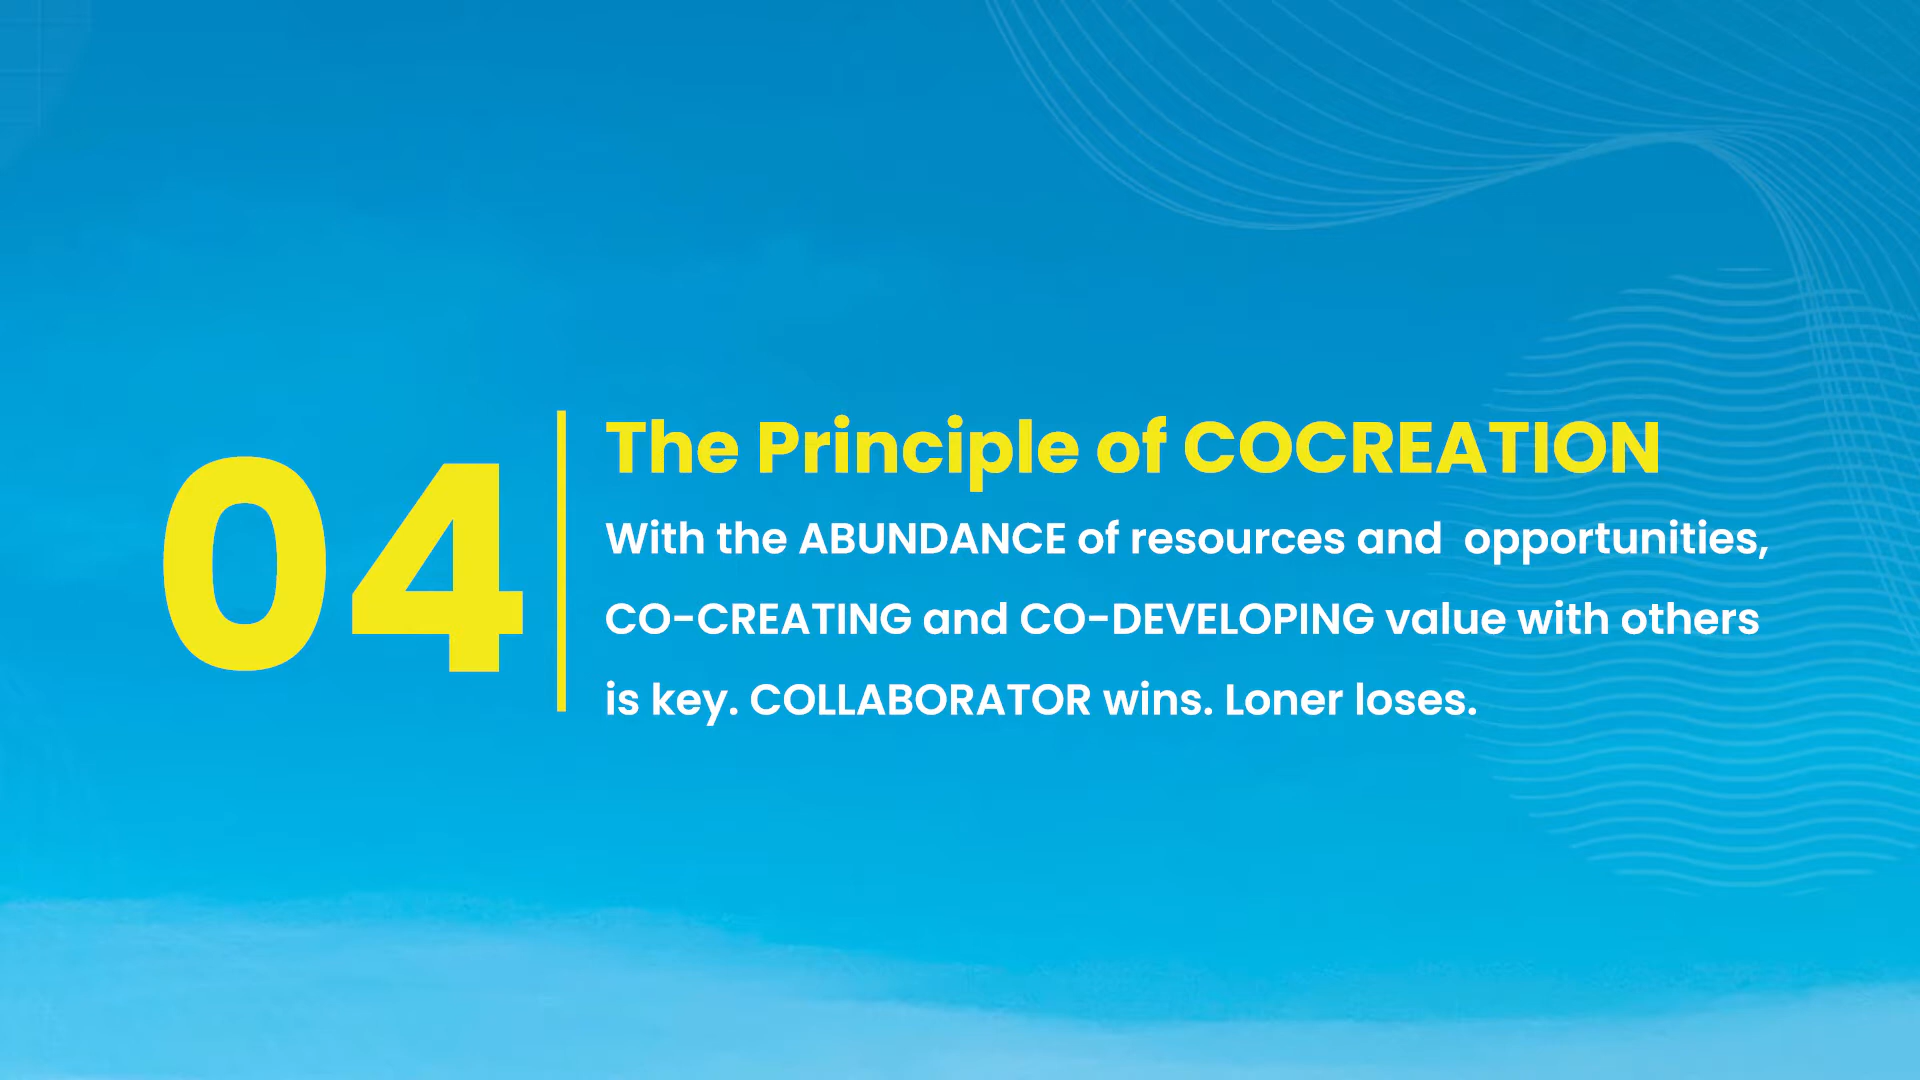 04
The Principle of COCREATION
With the ABUNDANCE of resources and  opportunities,
CO-CREATING and CO-DEVELOPING value with others
is key. COLLABORATOR wins. Loner loses.